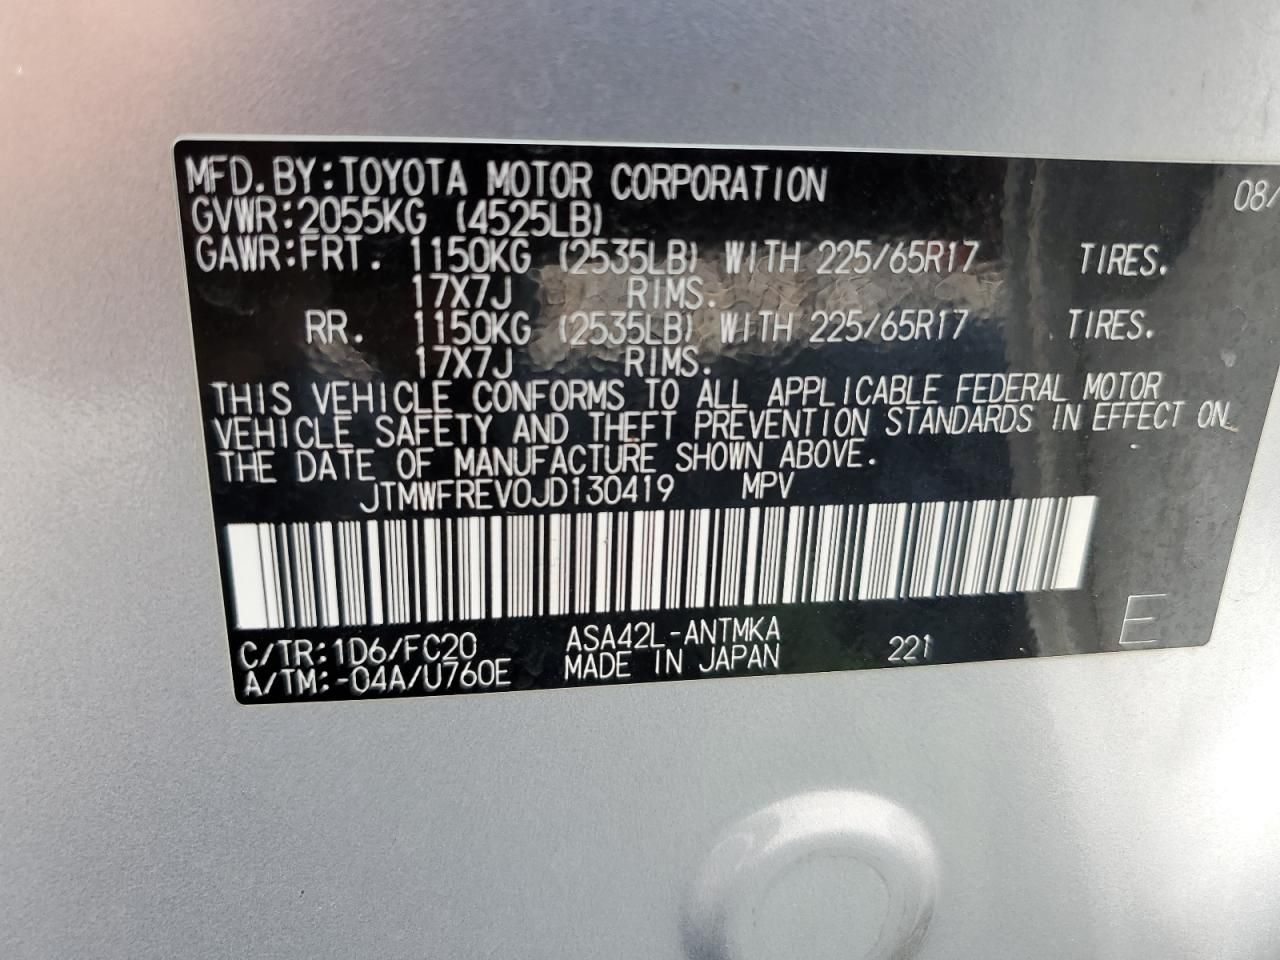 MFD. BY: TOYOTA MOTOR CORPORATION 08/
GVWR: 2055KG (4525LB)
GAWR: FRT. 1150KG (2535LB) WITH 225/65R17 TIRES.
17X7J RIMS.
RR. 1150KG (2535LB) WITH 225/65R17 TIRES.
17X7J RIMS.
THIS VEHICLE CONFORMS TO ALL APPLICABLE FEDERAL MOTOR
VEHICLE SAFETY AND THEFT PREVENTION STANDARDS IN EFFECT ON
THE DATE OF MANUFACTURE SHOWN ABOVE.
JTMWFREV0JD130419 MPV
C/TR: 1D6/FC20 ASA42L-ANTMKA 221 E
A/TM: -04A/U760E MADE IN JAPAN